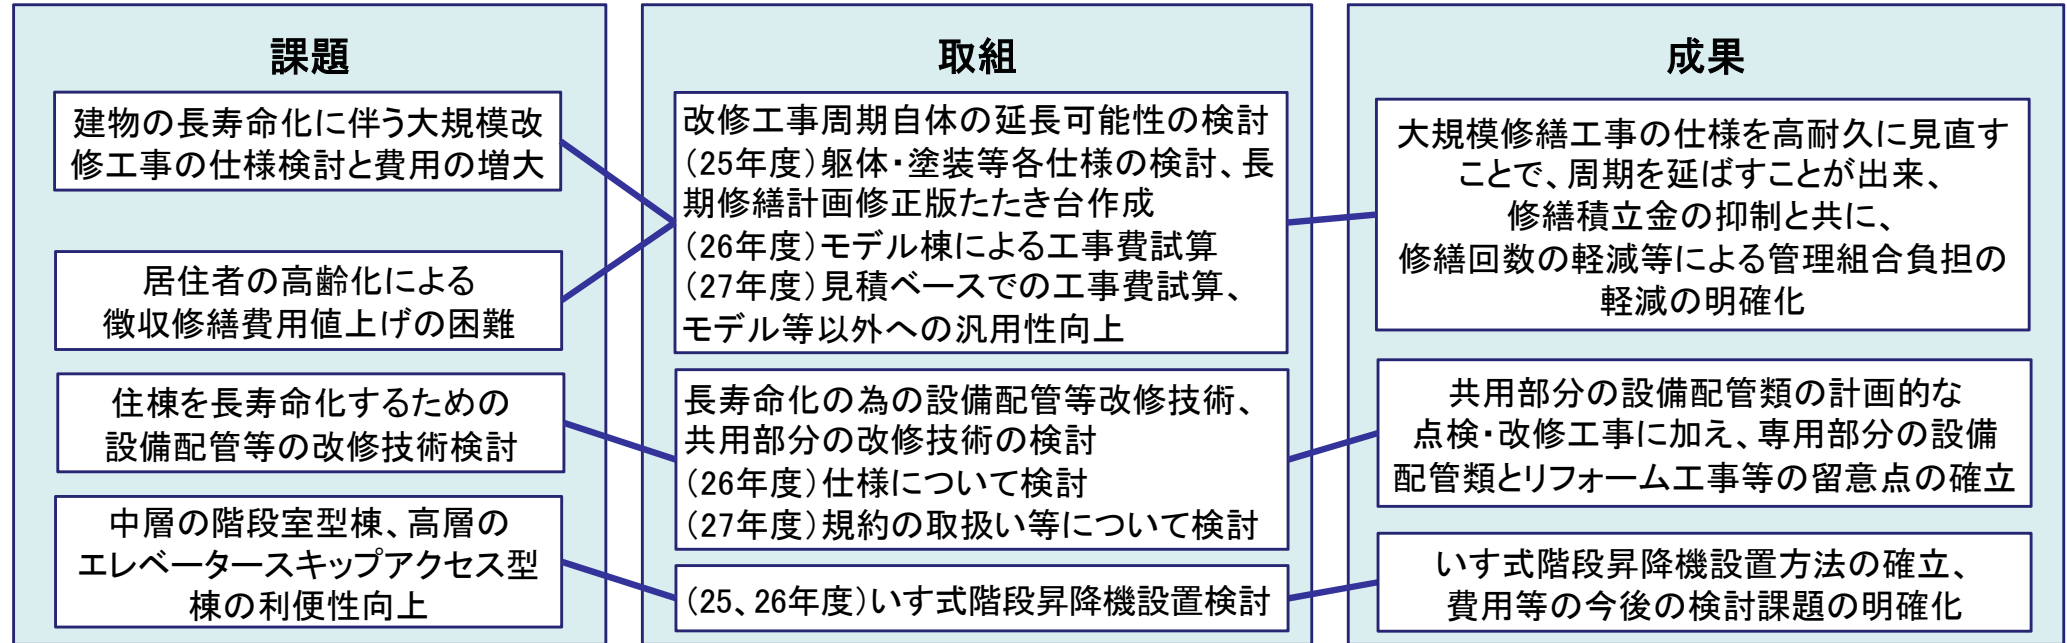 課題
建物の長寿命化に伴う大規模改
修工事の仕様検討と費用の増大
居住者の高齢化による
徴収修繕費用値上げの困難
住棟を長寿命化するための
設備配管等の改修技術検討
中層の階段室型棟、高層の
エレベータースキップアクセス型
棟の利便性向上
取組
改修工事周期自体の延長可能性の検討
(25年度)躯体・塗装等各仕様の検討、長
期修繕計画修正版たたき台作成
(26年度)モデル棟による工事費試算
(27年度)見積ベースでの工事費試算、
モデル等以外への汎用性向上
長寿命化の為の設備配管等改修技術、
共用部分の改修技術の検討
(26年度)仕様について検討
(27年度)規約の取扱い等について検討
(25、26年度)いす式階段昇降機設置検討
成果
大規模修繕工事の仕様を高耐久に見直す
ことで、周期を延ばすことが出来、
修繕積立金の抑制と共に、
修繕回数の軽減等による管理組合負担の
軽減の明確化
共用部分の設備配管類の計画的な
点検・改修工事に加え、専用部分の設備
配管類とリフォーム工事等の留意点の確立
いす式階段昇降機設置方法の確立、
費用等の今後の検討課題の明確化